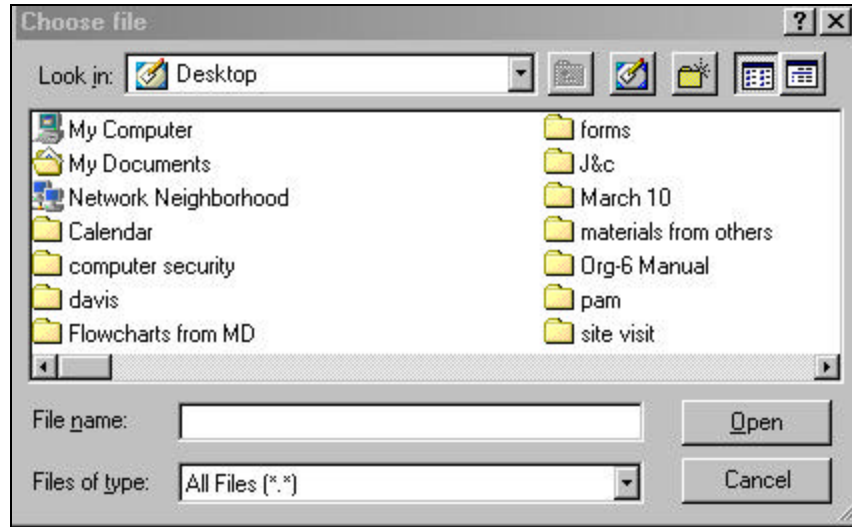 Choose file
Look in: Desktop
My Computer
My Documents
Network Neighborhood
Calendar
computer security
davis
Flowcharts from MD
forms
J&c
March 10
materials from others
Org-6 Manual
pam
site visit
File name:
Open
Files of type: All Files (*.*)
Cancel